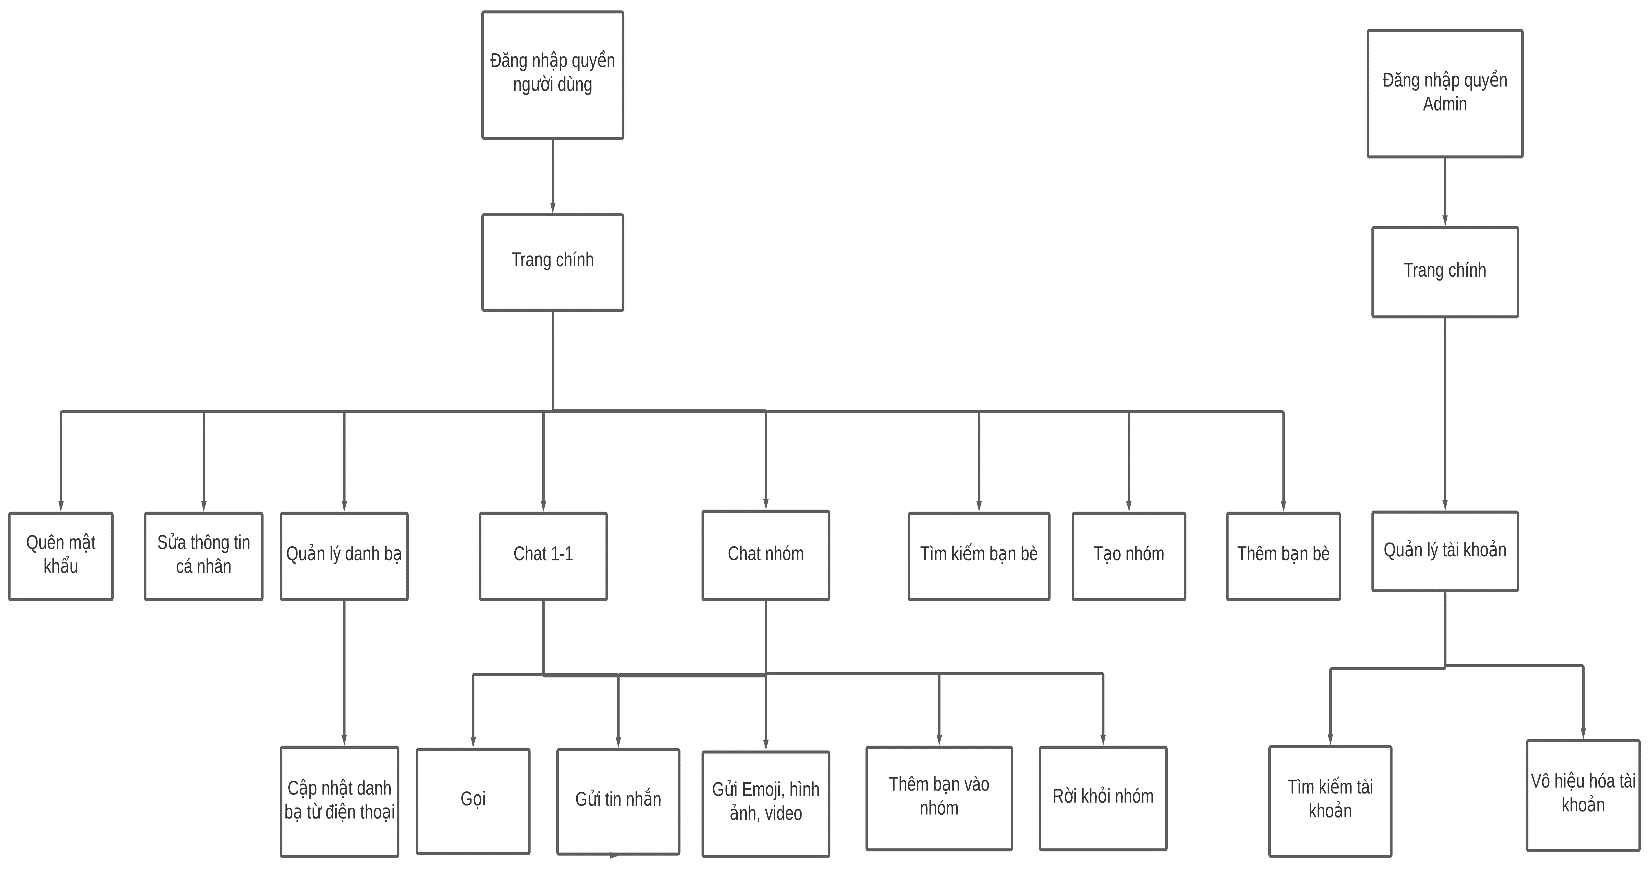 Đăng nhập quyền
người dùng
Đăng nhập quyền
Admin
Trang chính
Trang chính
Quên mật
khẩu
Sửa thông tin
cá nhân
Quản lý danh bạ
Chat 1-1
Chat nhóm
Tìm kiếm bạn bè
Tạo nhóm
Thêm bạn bè
Quản lý tài khoản
Cập nhật danh
bạ từ điện thoại
Gọi
Gửi tin nhắn
Gửi Emoji, hình
ảnh, video
Thêm bạn vào
nhóm
Rời khỏi nhóm
Tìm kiếm tài
khoản
Vô hiệu hóa tài
khoản